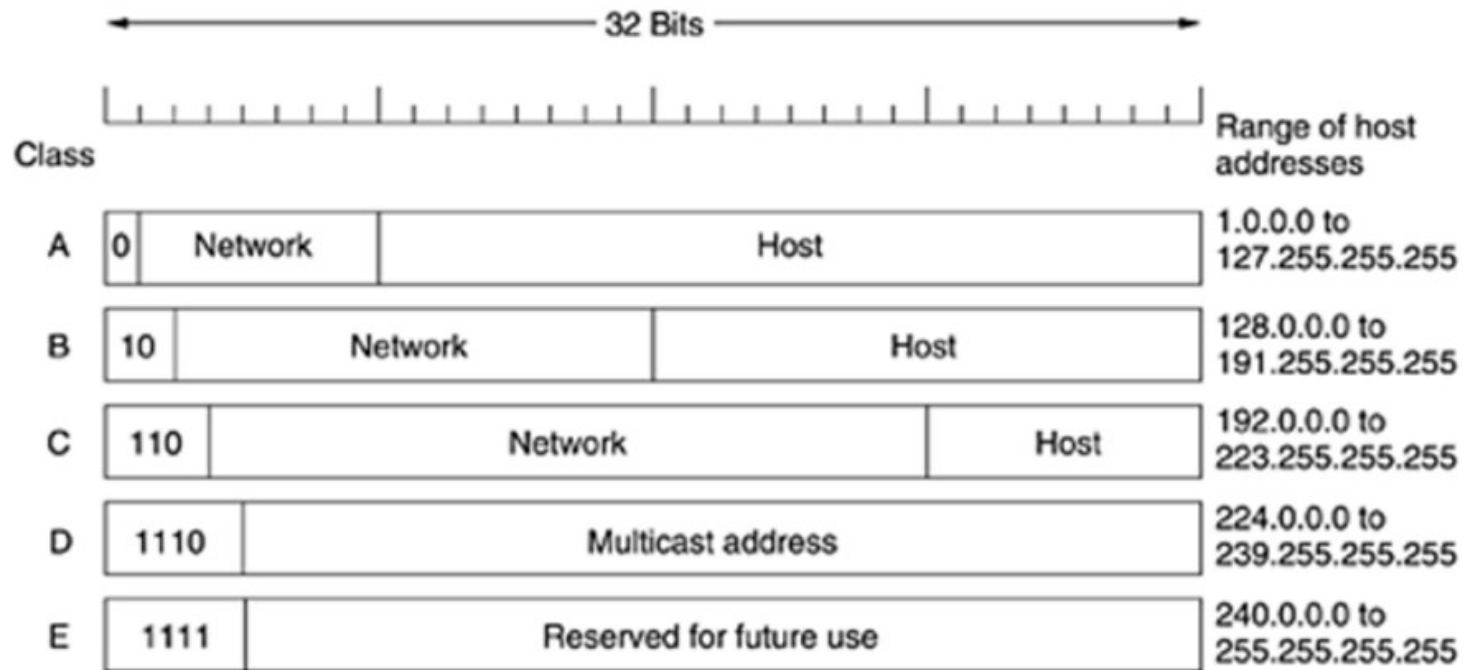 32 Bits
Class
Range of host
addresses
A
0
Network
Host
1.0.0.0 to
127.255.255.255
B
10
Network
Host
128.0.0.0 to
191.255.255.255
C
110
Network
Host
192.0.0.0 to
223.255.255.255
D
1110
Multicast address
224.0.0.0 to
239.255.255.255
E
1111
Reserved for future use
240.0.0.0 to
255.255.255.255